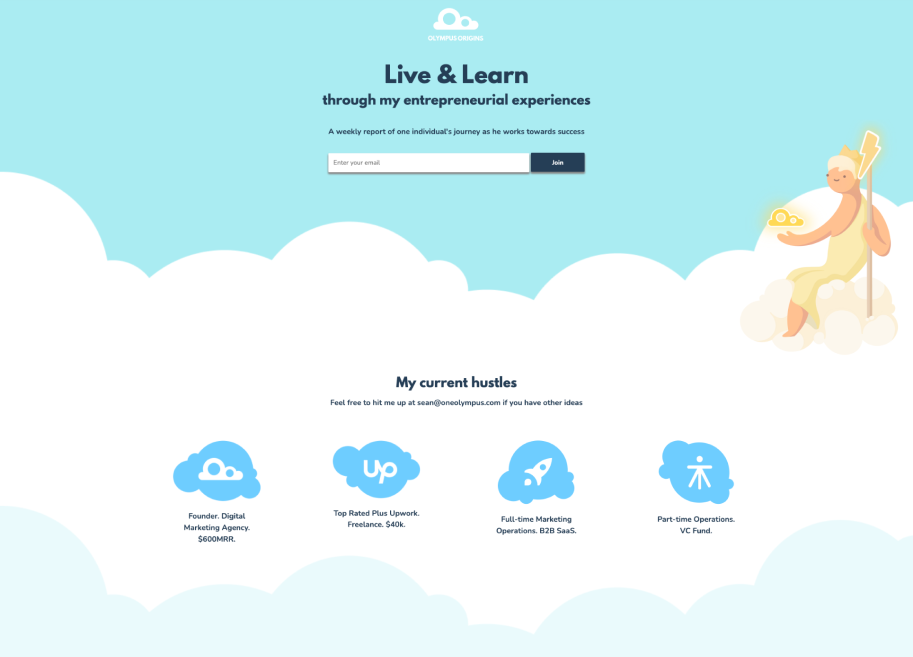 OLYMPUS ORIGINS
Live & Learn
through my entrepreneurial experiences
A weekly report of one individual's journey as he works towards success
Enter your email
Join
My current hustles
Feel free to hit me up at sean@oneolympus.com if you have other ideas
Up
Founder. Digital
Marketing Agency.
$600MRR.
Top Rated Plus Upwork.
Freelance. $40k.
Full-time Marketing
Operations. B2B SaaS.
Part-time Operations.
VC Fund.